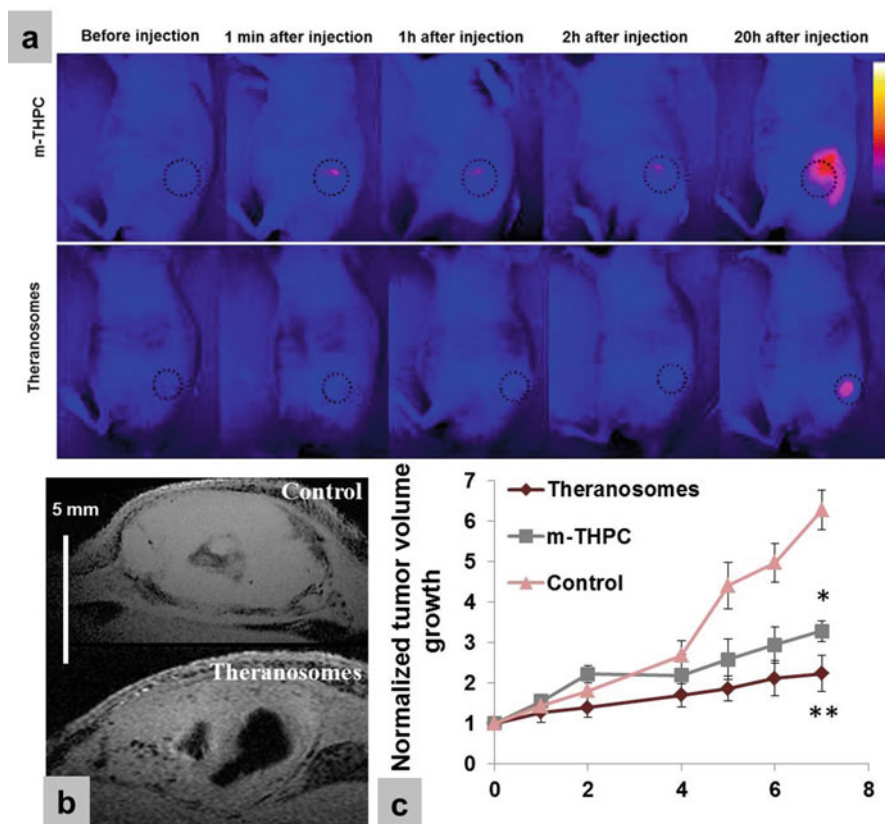 a
Before injection 1 min after injection 1h after injection 2h after injection 20h after injection
m-THPC
Theranosomes
5 mm
Control
Theranosomes
b
Normalized tumor volume
growth
7
6
5
4
3
2
1
0
Theranosomes
m-THPC
Control
*
**
0 2 4 6 8
c